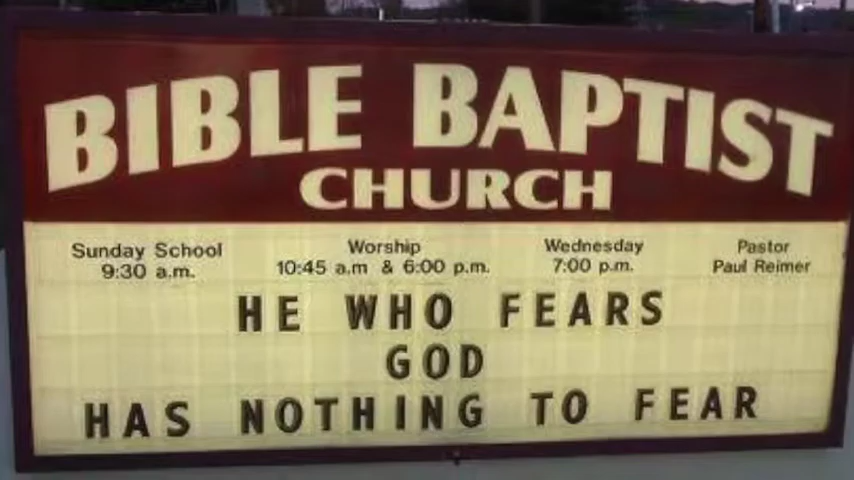 BIBLE BAPTIST
CHURCH
Sunday School Worship Wednesday Pastor
9:30 a.m. 10:45 a.m & 6:00 p.m. 7:00 p.m. Paul Reimer
HE WHO FEARS
GOD
HAS NOTHING TO FEAR